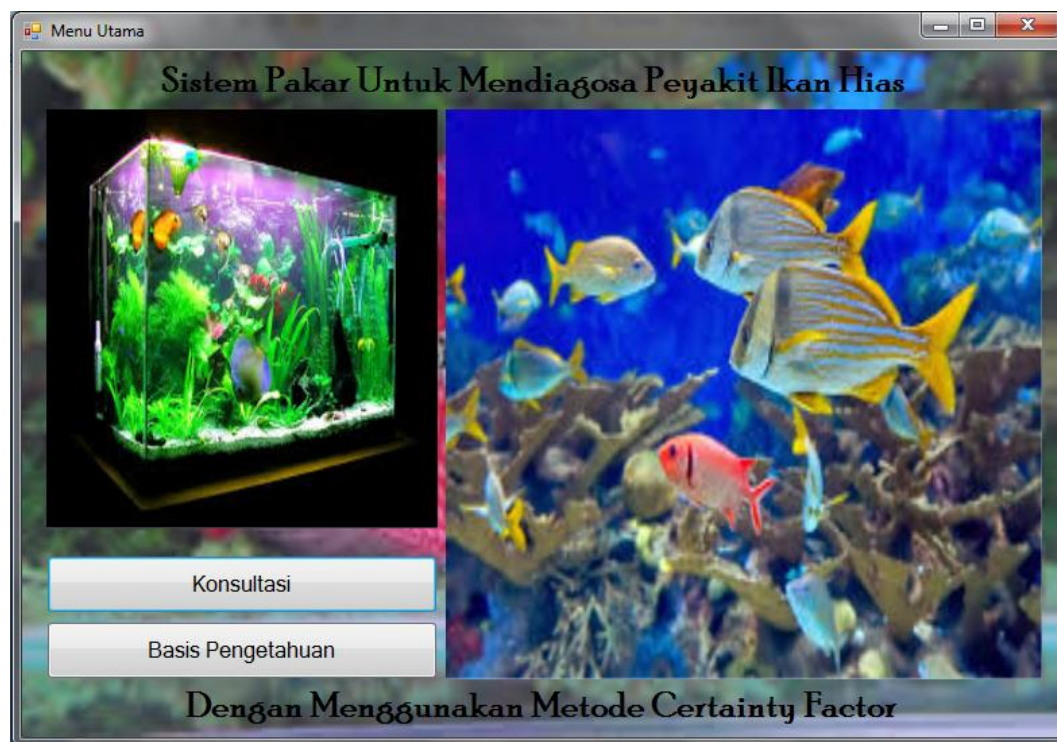 Menu Utama
Sistem Pakar Untuk Mendiagosa Peyakit Ikan Hias
Konsultasi
Basis Pengetahuan
Dengan Menggunakan Metode Certainty Factor